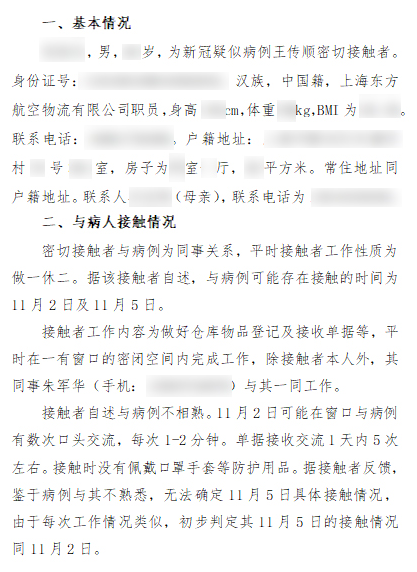 一、基本情况
，男，岁，为新冠疑似病例王传顺密切接触者。
身份证号：汉族，中国籍，上海东方
航空物流有限公司职员，身高cm,体重kg,BMI 为。
联系电话：。户籍地址：
村号室，房子为室厅，平方米。常住地址同
户籍地址。联系人（母亲），联系电话为
二、与病人接触情况
密切接触者与病例为同事关系，平时接触者工作性质为
做一休二。据该接触者自述，与病例可能存在接触的时间为
11月2日及11月5日。
接触者工作内容为做好仓库物品登记及接收单据等，平
时在一有窗口的密闭空间内完成工作，除接触者本人外，其
同事朱军华（手机：）与其一同工作。
接触者自述与病例不相熟。11月2日可能在窗口与病例
有数次口头交流，每次1-2分钟。单据接收交流1天内5次
左右。接触时没有佩戴口罩手套等防护用品。据接触者反馈，
鉴于病例与其不熟悉，无法确定11月5日具体接触情况，
由于每次工作情况类似，初步判定其11月5日的接触情况
同11月2日。